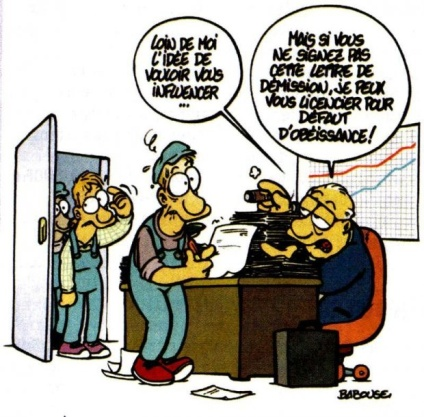 LOIN DE MOI
L'IDÉE DE
VOULOIR VOUS
INFLUENCER
...
MAIS SI VOUS
NE SIGNEZ PAS
CETTE LETTRE DE
DÉMISSION, JE PEUX
VOUS LICENCIER POUR
DÉFAUT
D'OBÉISSANCE!
BABOUSE.